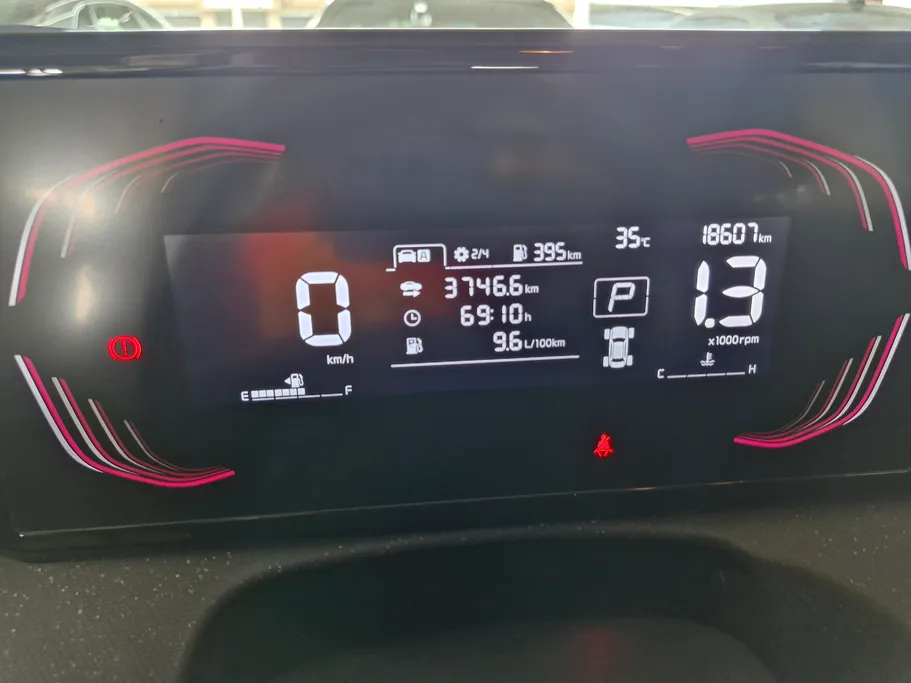 A 2/4 395km
35℃
18607km
3746.6km
69:10h
9.6L/100km
0
km/h
P
1.3
x1000rpm
E F
C H